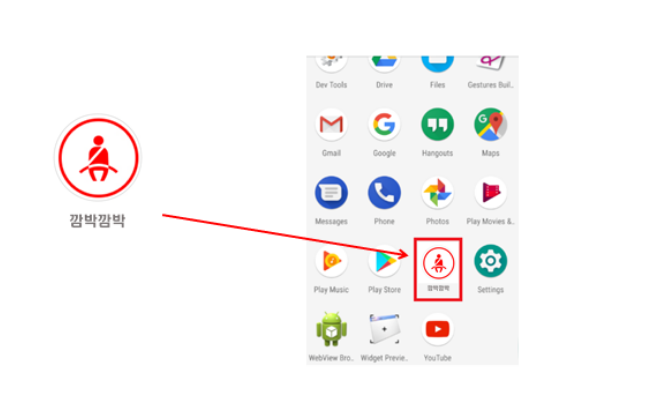 깜박깜박
Dev Tools
Drive
Files
Gestures Buil..
Gmail
Google
Hangouts
Maps
Messages
Phone
Photos
Play Movies &..
Play Music
Play Store
깜박깜박
Settings
WebView Bro..
Widget Previe..
YouTube